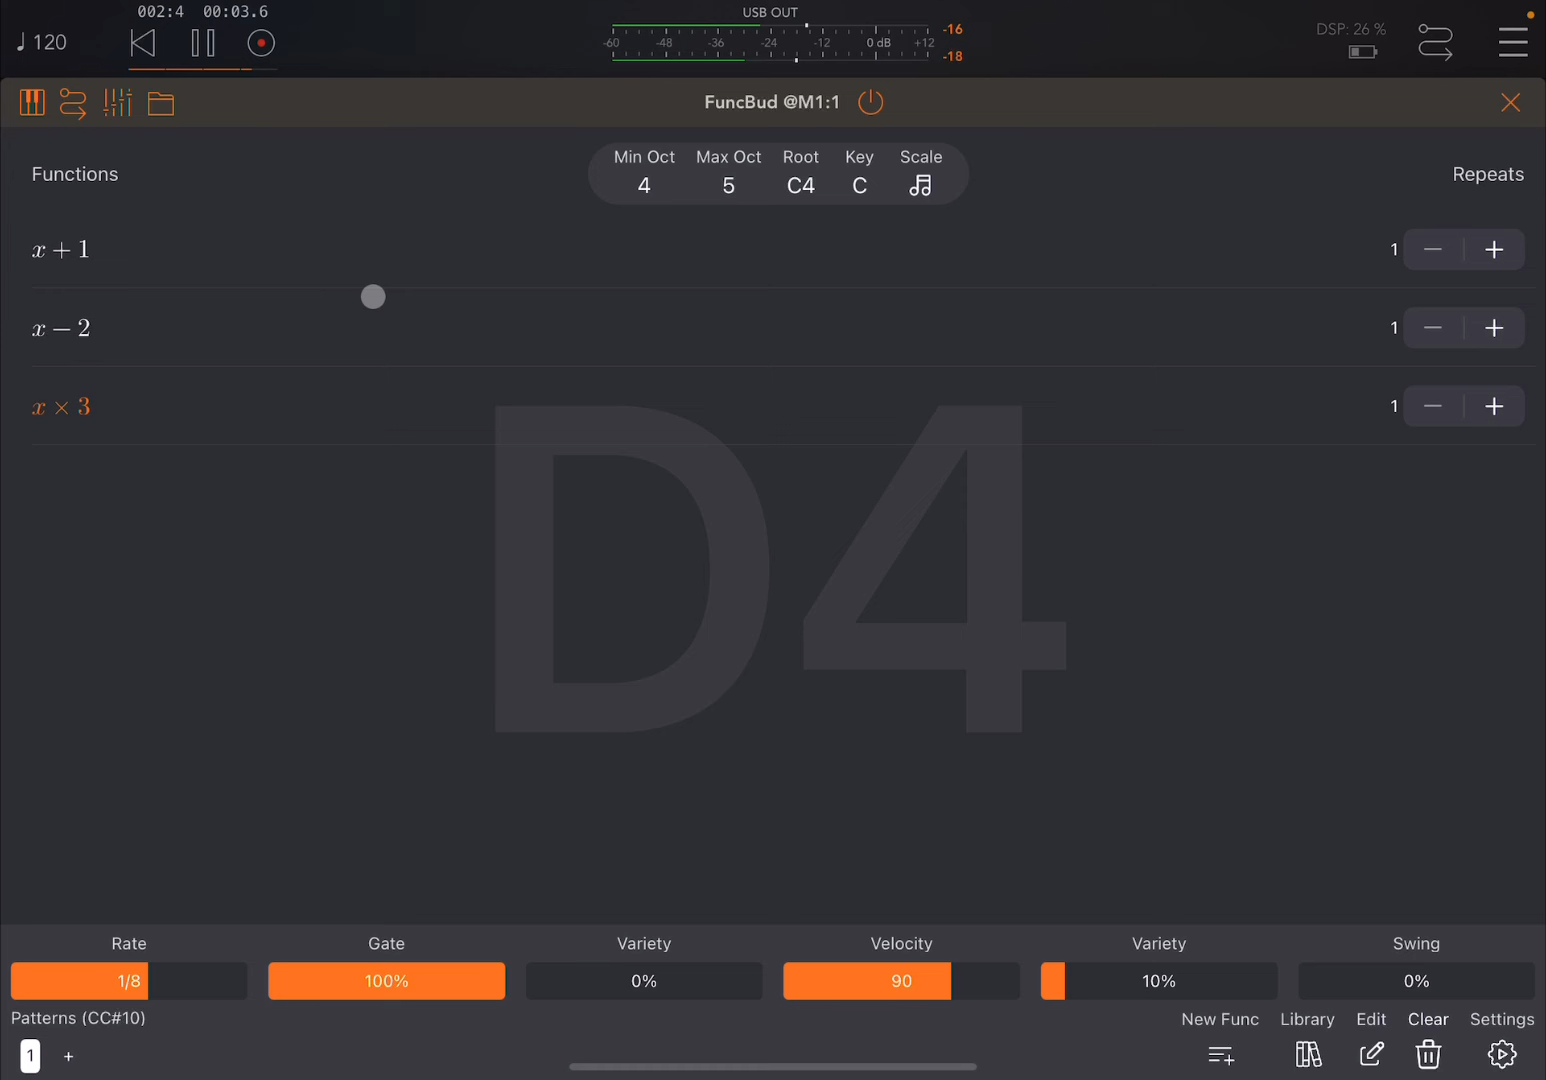 002:4 00:03.6
♩ 120
USB OUT
-60 -48 -36 -24 -12 0 dB +12
-16
-18
DSP: 26 %
FuncBud @M1:1
Functions
Min Oct Max Oct Root Key Scale
4 5 C4 C
Repeats
x + 1
1 − +
x − 2
1 − +
x × 3
1 − +
D4
Rate Gate Variety Velocity Variety Swing
1/8 100% 0% 90 10% 0%
Patterns (CC#10)
1 +
New Func Library Edit Clear Settings